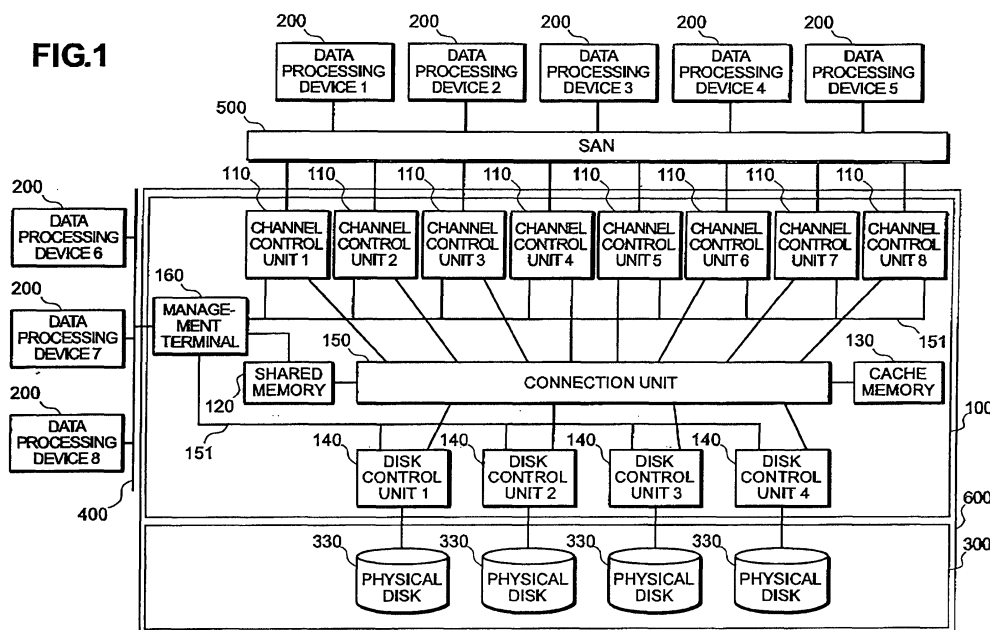 FIG.1
200 200 200 200 200
DATA PROCESSING DEVICE 1
DATA PROCESSING DEVICE 2
DATA PROCESSING DEVICE 3
DATA PROCESSING DEVICE 4
DATA PROCESSING DEVICE 5
500
SAN
200
DATA PROCESSING DEVICE 6
110 110 110 110 110 110 110 110
CHANNEL CONTROL UNIT 1
CHANNEL CONTROL UNIT 2
CHANNEL CONTROL UNIT 3
CHANNEL CONTROL UNIT 4
CHANNEL CONTROL UNIT 5
CHANNEL CONTROL UNIT 6
CHANNEL CONTROL UNIT 7
CHANNEL CONTROL UNIT 8
200
DATA PROCESSING DEVICE 7
160
MANAGE-
MENT
TERMINAL
151
150
130
SHARED MEMORY
120
CONNECTION UNIT
CACHE MEMORY
100
200
DATA PROCESSING DEVICE 8
151
140 140 140 140
DISK CONTROL UNIT 1
DISK CONTROL UNIT 2
DISK CONTROL UNIT 3
DISK CONTROL UNIT 4
400
600
300
330 330 330 330
PHYSICAL DISK
PHYSICAL DISK
PHYSICAL DISK
PHYSICAL DISK